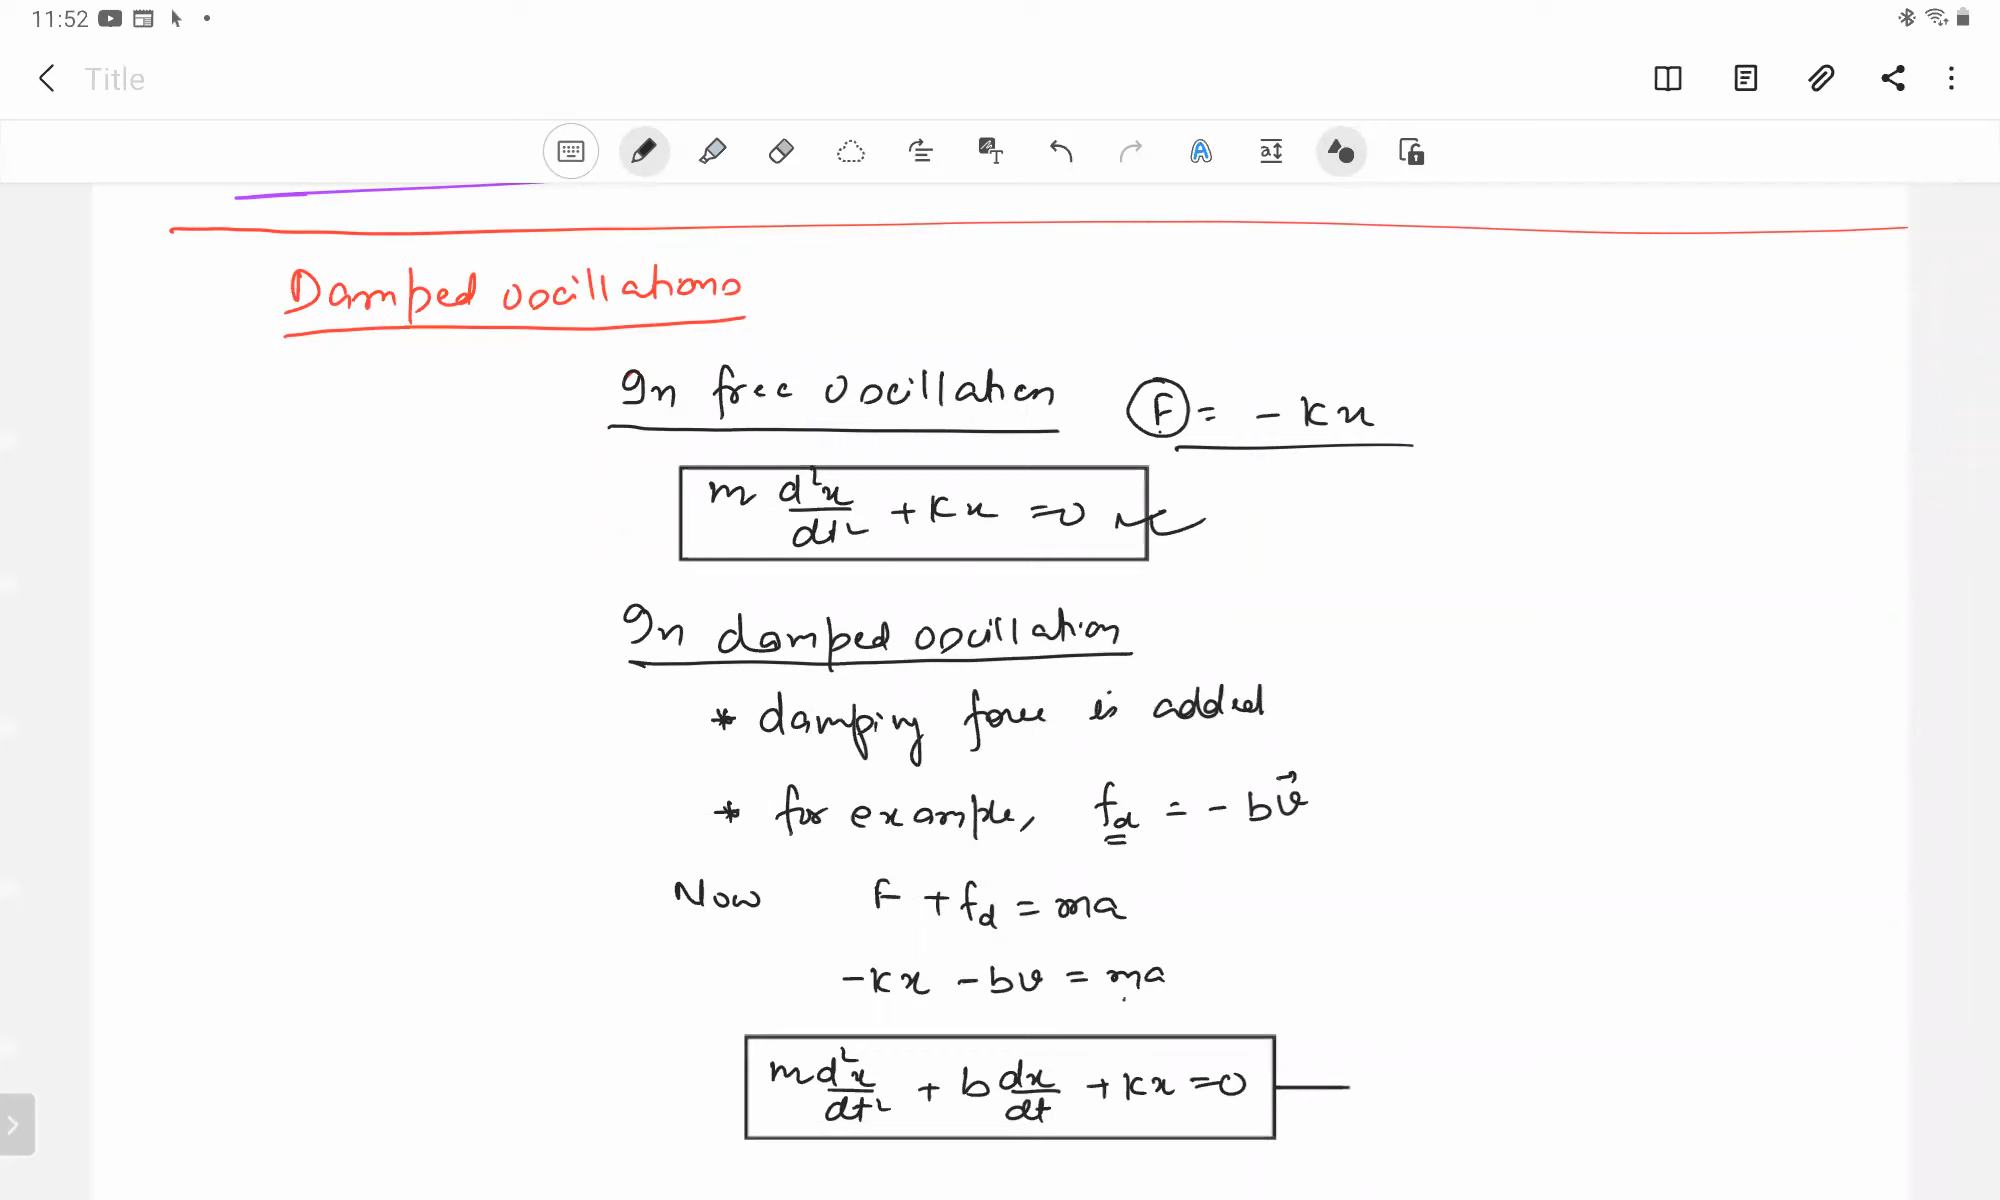 11:52
Title
Damped oscillations
In free oscillation F = - kx
m d²x/dt² + kx = 0
In damped oscillation
* damping force is added
* for example, fd = - bv⃗
Now F + fd = ma
-kx - bv = ma
m d²x/dt² + b dx/dt + kx = 0